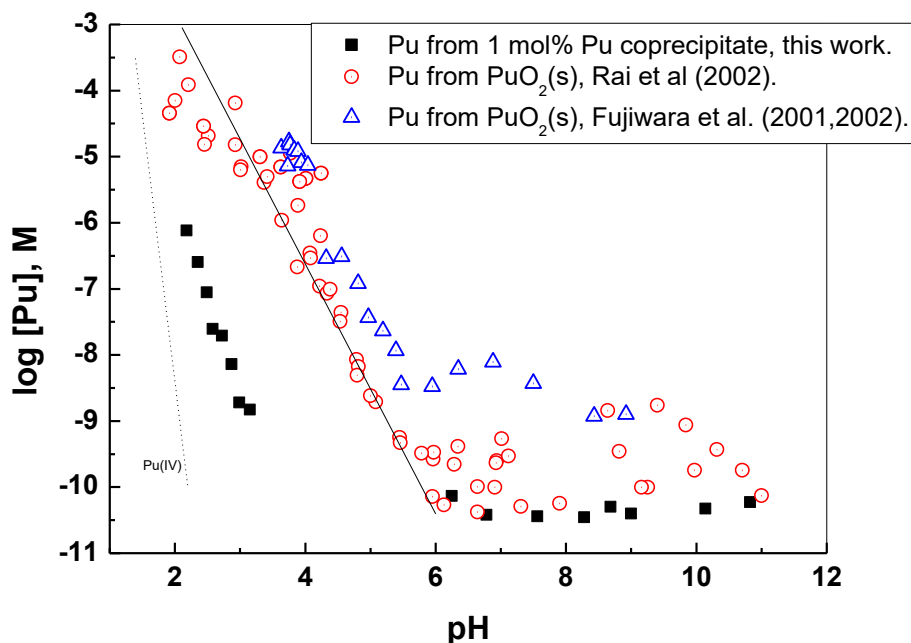 Pu from 1 mol% Pu coprecipitate, this work.
Pu from PuO₂(s), Rai et al (2002).
Pu from PuO₂(s), Fujiwara et al. (2001,2002).
log [Pu], M
-3
-4
-5
-6
-7
-8
-9
-10
-11
Pu(IV)
2 4 6 8 10 12
pH